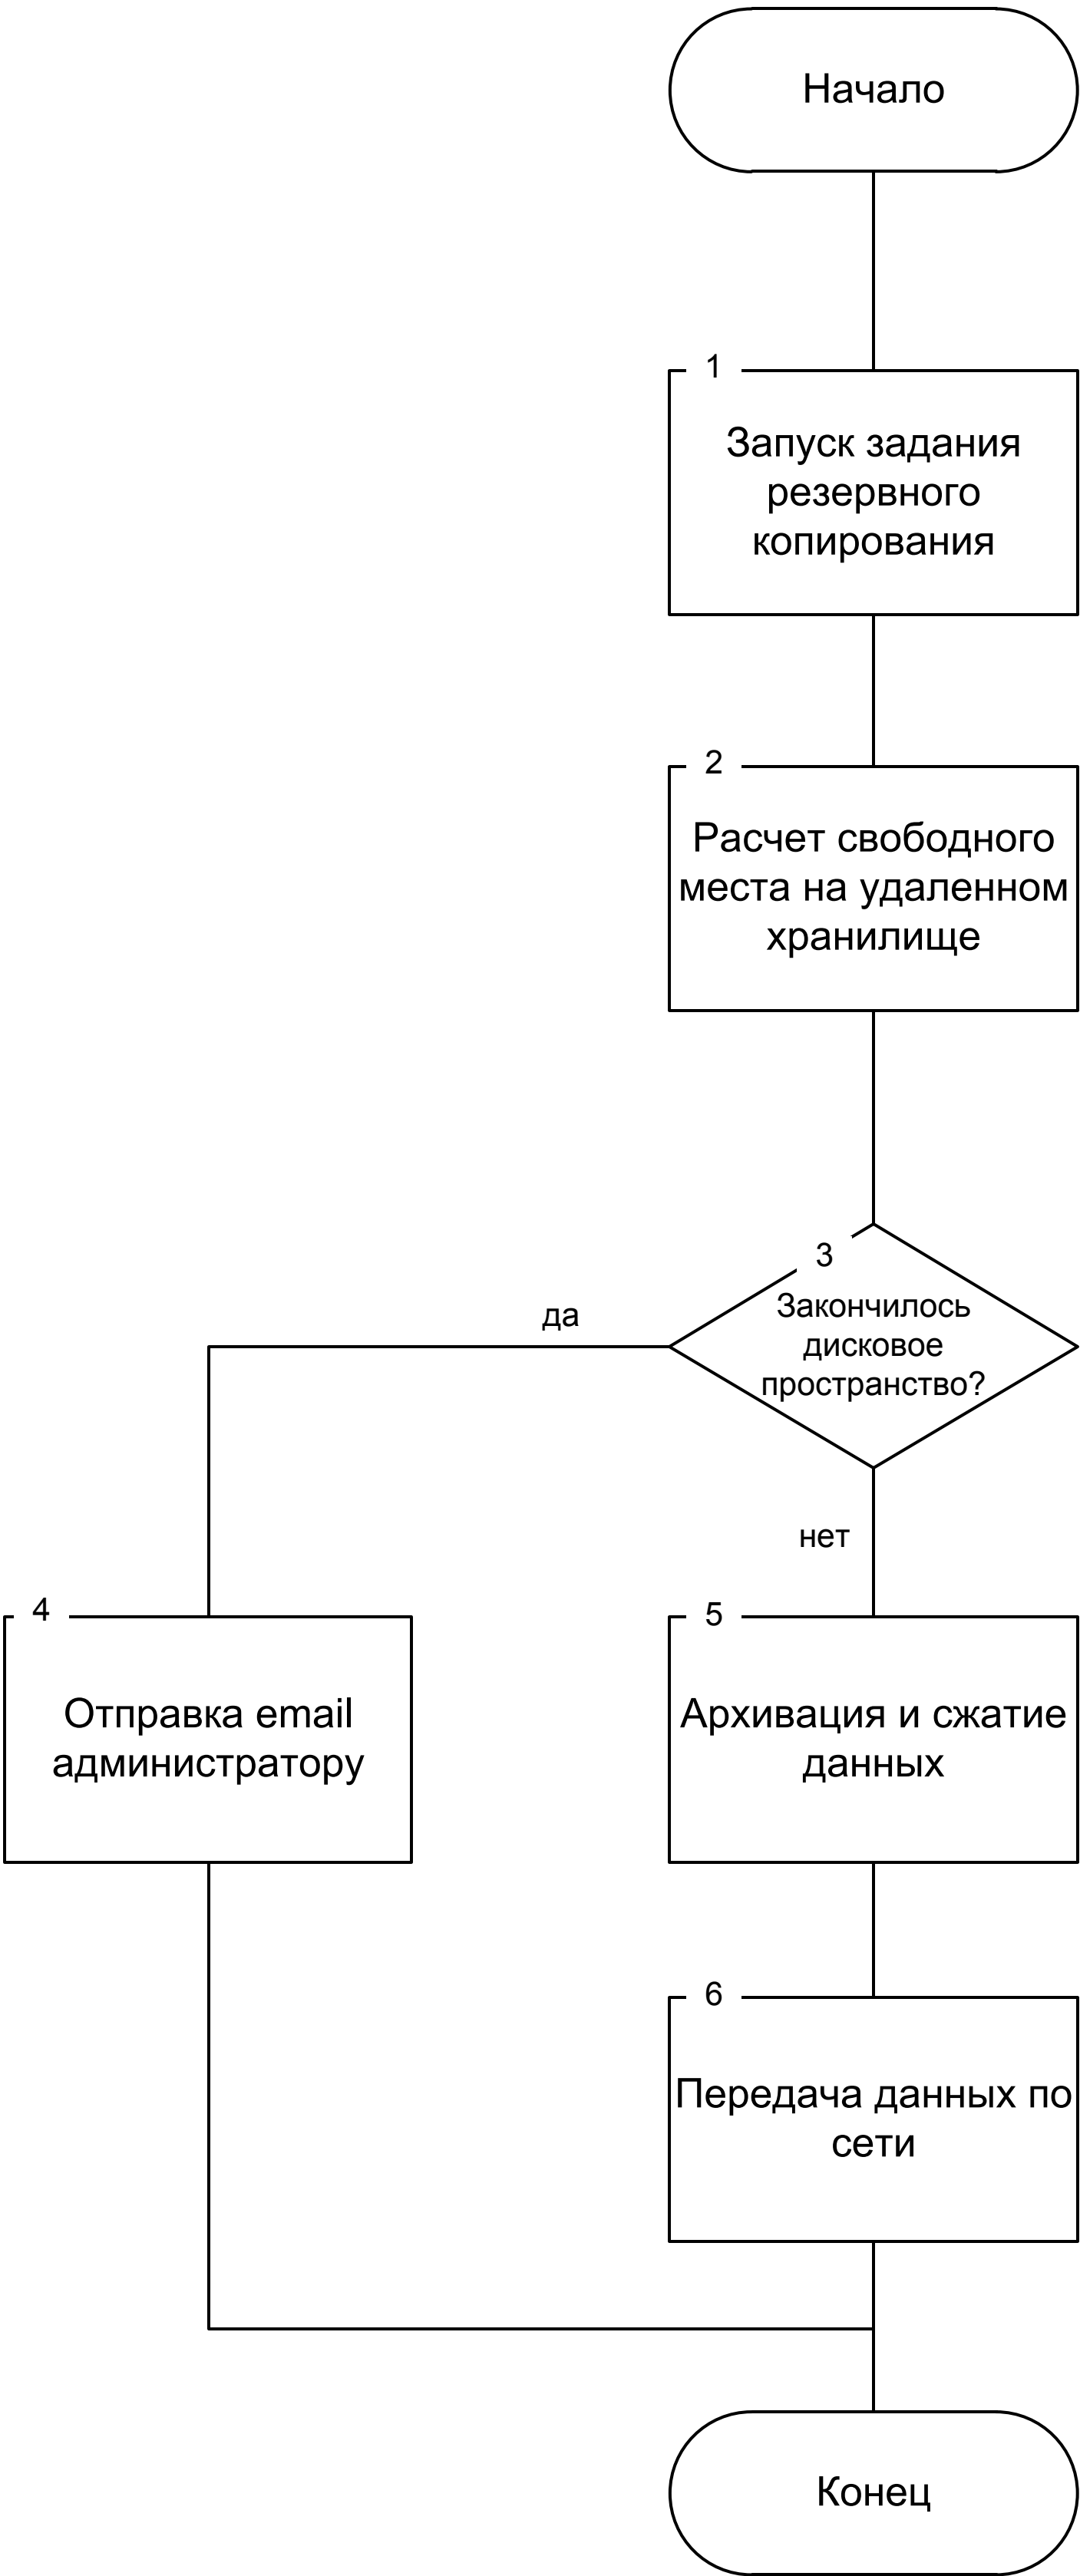 Начало
1
Запуск задания
резервного
копирования
2
Расчет свободного
места на удаленном
хранилище
3
Закончилось
дисковое
пространство?
да
нет
4
Отправка email
администратору
5
Архивация и сжатие
данных
6
Передача данных по
сети
Конец